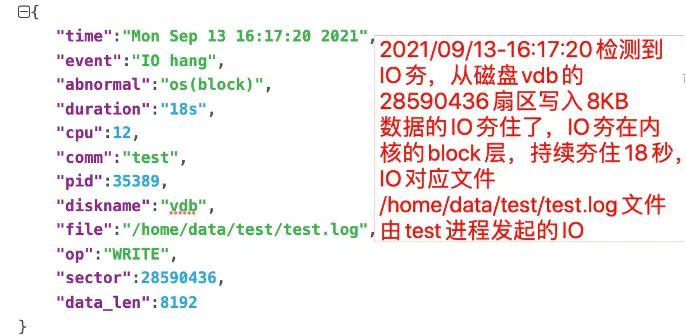 {
"time":"Mon Sep 13 16:17:20 2021",
"event":"IO hang",
"abnormal":"os(block)",
"duration":"18s",
"cpu":12,
"comm":"test",
"pid":35389,
"diskname":"vdb",
"file":"/home/data/test/test.log",
"op":"WRITE",
"sector":28590436,
"data_len":8192
}
2021/09/13-16:17:20检测到
IO夯，从磁盘vdb的
28590436扇区写入8KB
数据的IO夯住了，IO夯在内
核的block层，持续夯住18秒，
IO对应文件
/home/data/test/test.log文件
由test进程发起的IO